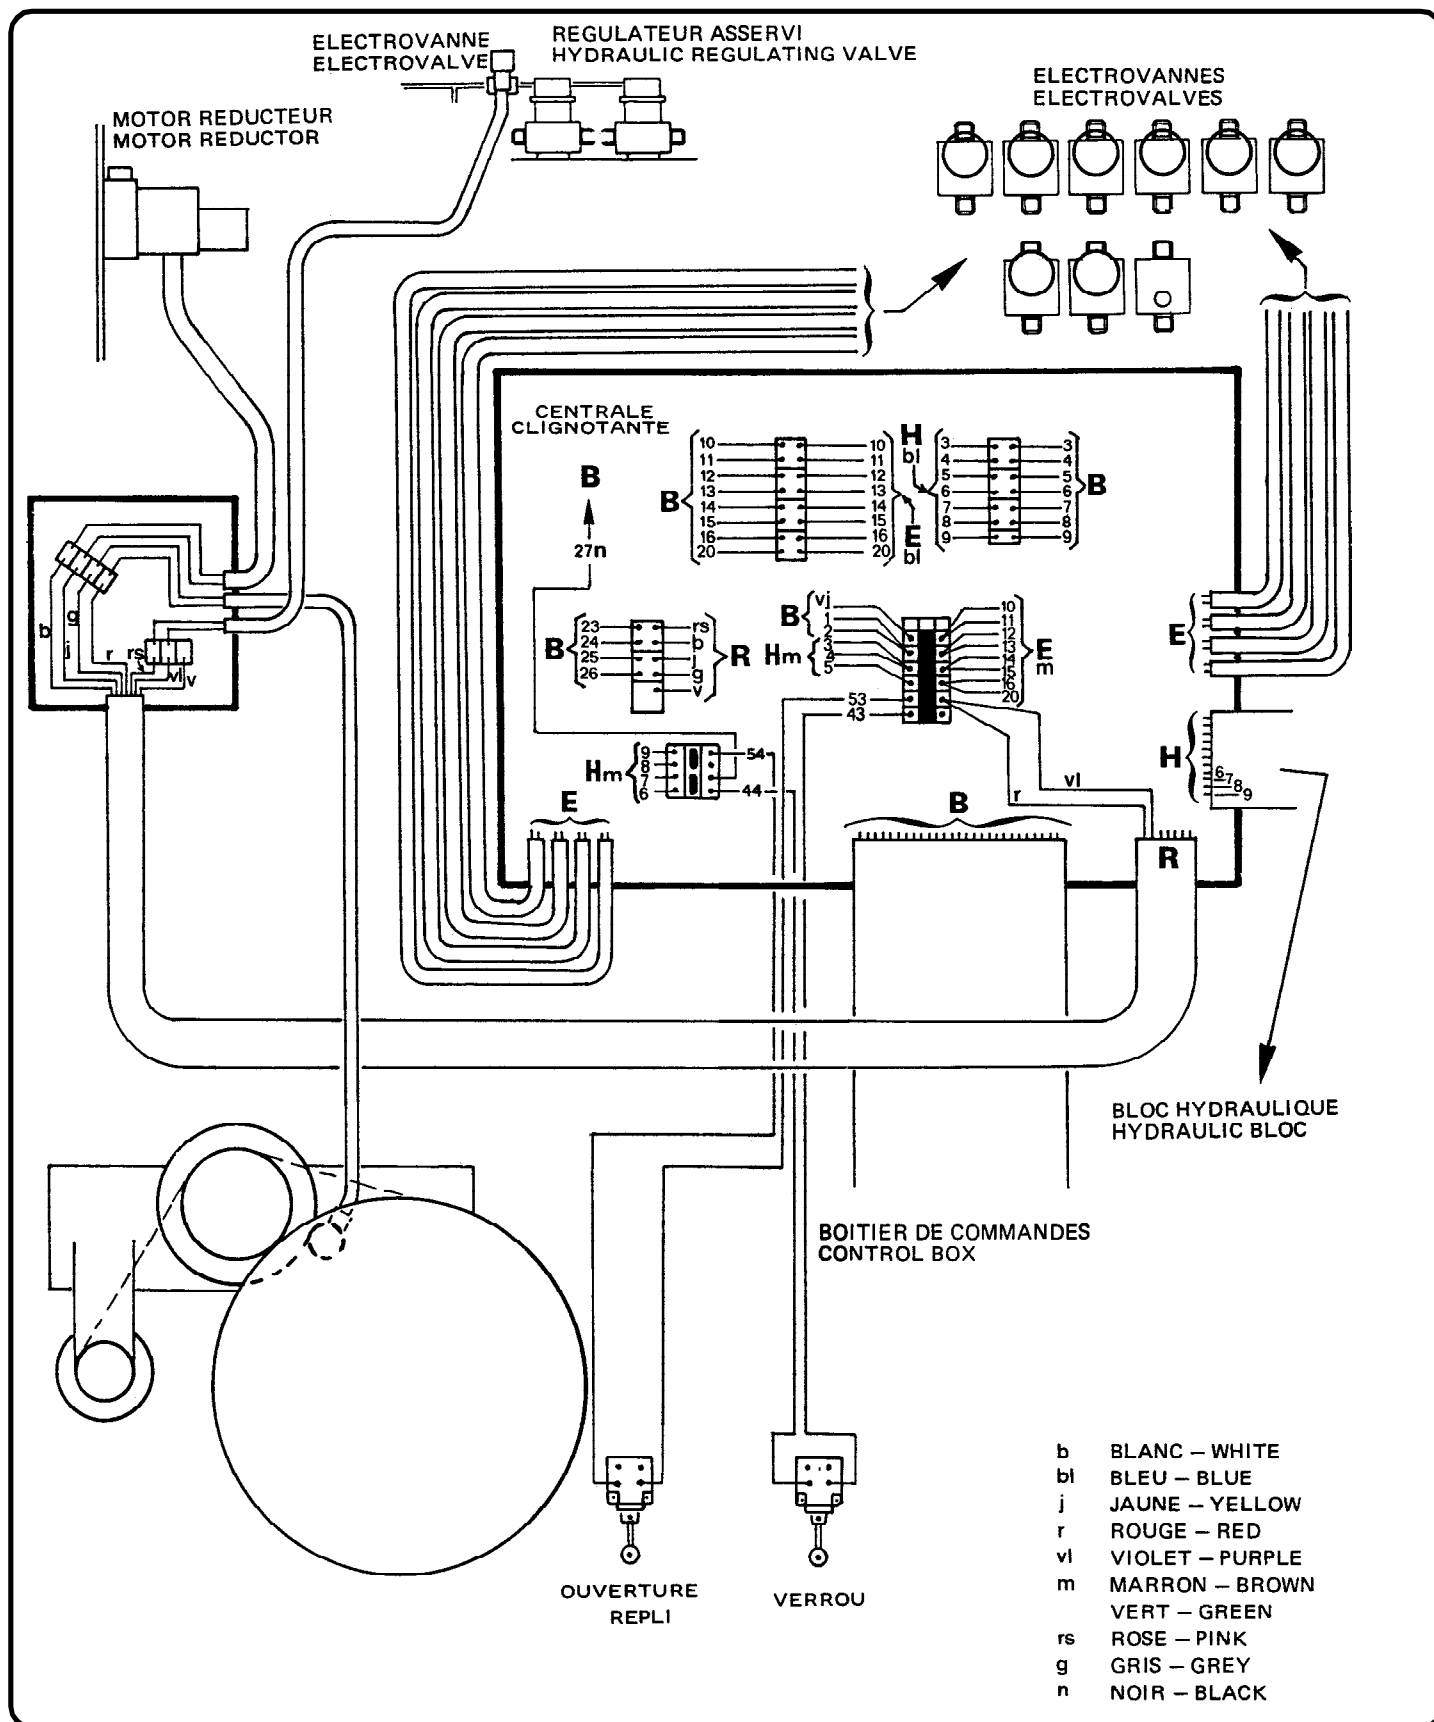 ELECTROVANNE
ELECTROVALVE
REGULATEUR ASSERVI
HYDRAULIC REGULATING VALVE
ELECTROVANNES
ELECTROVALVES
MOTOR REDUCTEUR
MOTOR REDUCTOR
CENTRALE
CLIGNOTANTE
B
27n
B
10 10
11 11
12 12
13 13
14 14
15 15
16 16
20 20
H
bl
E
bl
3 3
4 4
5 5
6 6
7 7
8 8
9 9
B
b
j
g
r
rs
vl
v
B
23 rs
24 b
25 j
26 g
v
R
B
vj
1
2
Hm
3
4
5
53
43
10
11
12
13
14
15
16
20
E
m
E
Hm
9
8
7
6
54
44
E
B
r
vl
R
H
6
7
8
9
BLOC HYDRAULIQUE
HYDRAULIC BLOC
BOITIER DE COMMANDES
CONTROL BOX
OUVERTURE
REPLI
VERROU
b BLANC – WHITE
bl BLEU – BLUE
j JAUNE – YELLOW
r ROUGE – RED
vl VIOLET – PURPLE
m MARRON – BROWN
VERT – GREEN
rs ROSE – PINK
g GRIS – GREY
n NOIR – BLACK